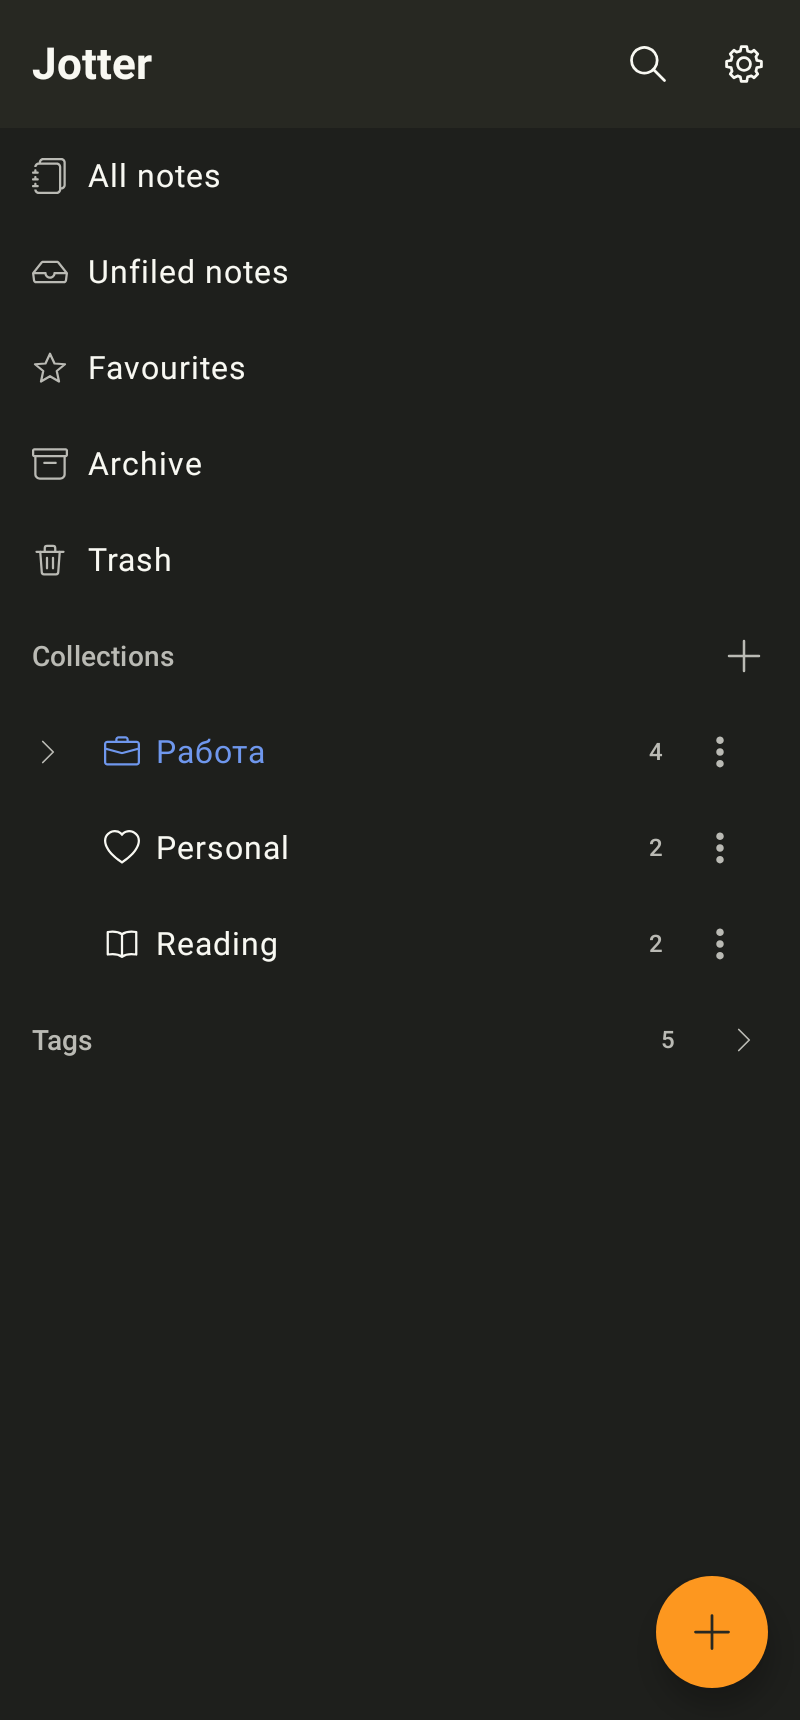 Jotter
All notes
Unfiled notes
Favourites
Archive
Trash
Collections
Работа 4
Personal 2
Reading 2
Tags 5